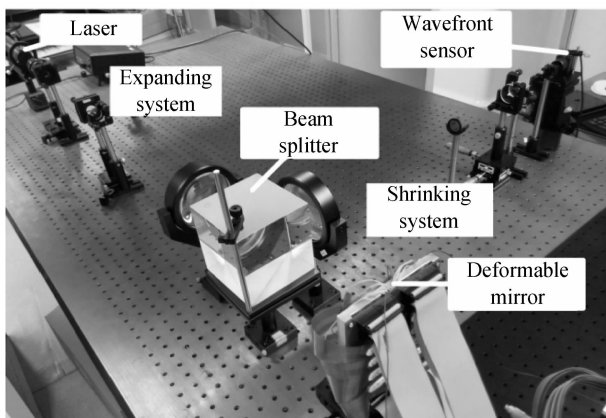 Laser
Wavefront
sensor
Expanding
system
Beam
splitter
Shrinking
system
Deformable
mirror